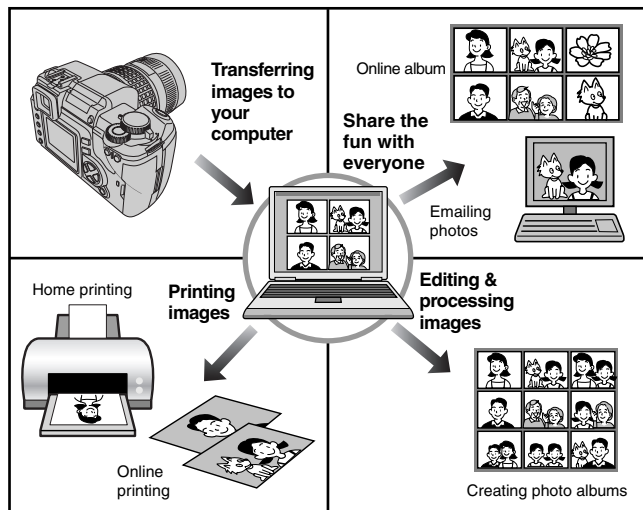 Transferring
images to
your
computer
Online album
Share the
fun with
everyone
Emailing
photos
Home printing
Printing
images
Online
printing
Editing &
processing
images
Creating photo albums